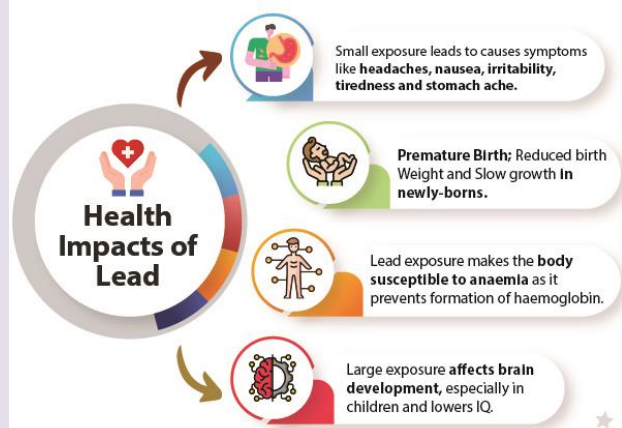 Health
Impacts of
Lead
Small exposure leads to causes symptoms
like headaches, nausea, irritability,
tiredness and stomach ache.
Premature Birth; Reduced birth
Weight and Slow growth in
newly-borns.
Lead exposure makes the body
susceptible to anaemia as it
prevents formation of haemoglobin.
Large exposure affects brain
development, especially in
children and lowers IQ.